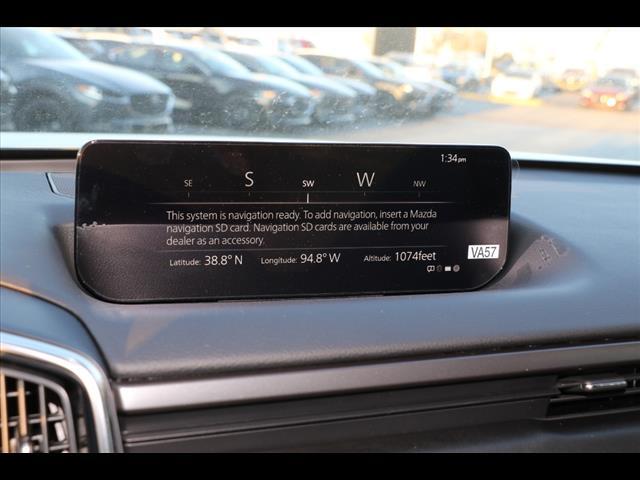 1:34pm
SE S SW W NW
This system is navigation ready. To add navigation, insert a Mazda
navigation SD card. Navigation SD cards are available from your
dealer as an accessory.
Latitude: 38.8° N Longitude: 94.8° W Altitude: 1074feet
VA57